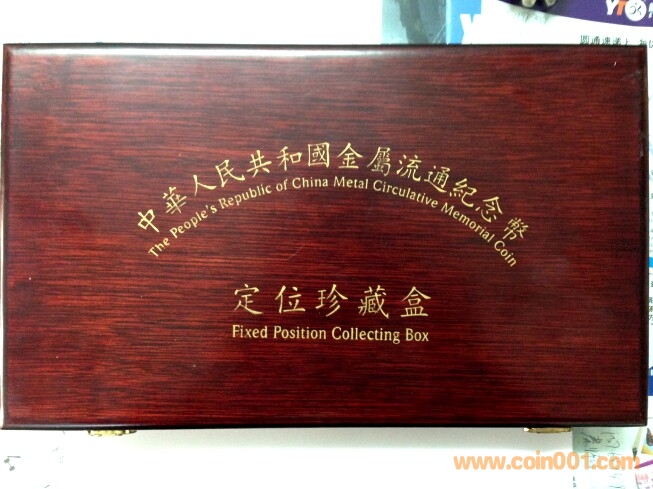 中華人民共和國金屬流通紀念幣
The People's Republic of China Metal Circulative Memorial Coin
定位珍藏盒
Fixed Position Collecting Box
www.coin001.com